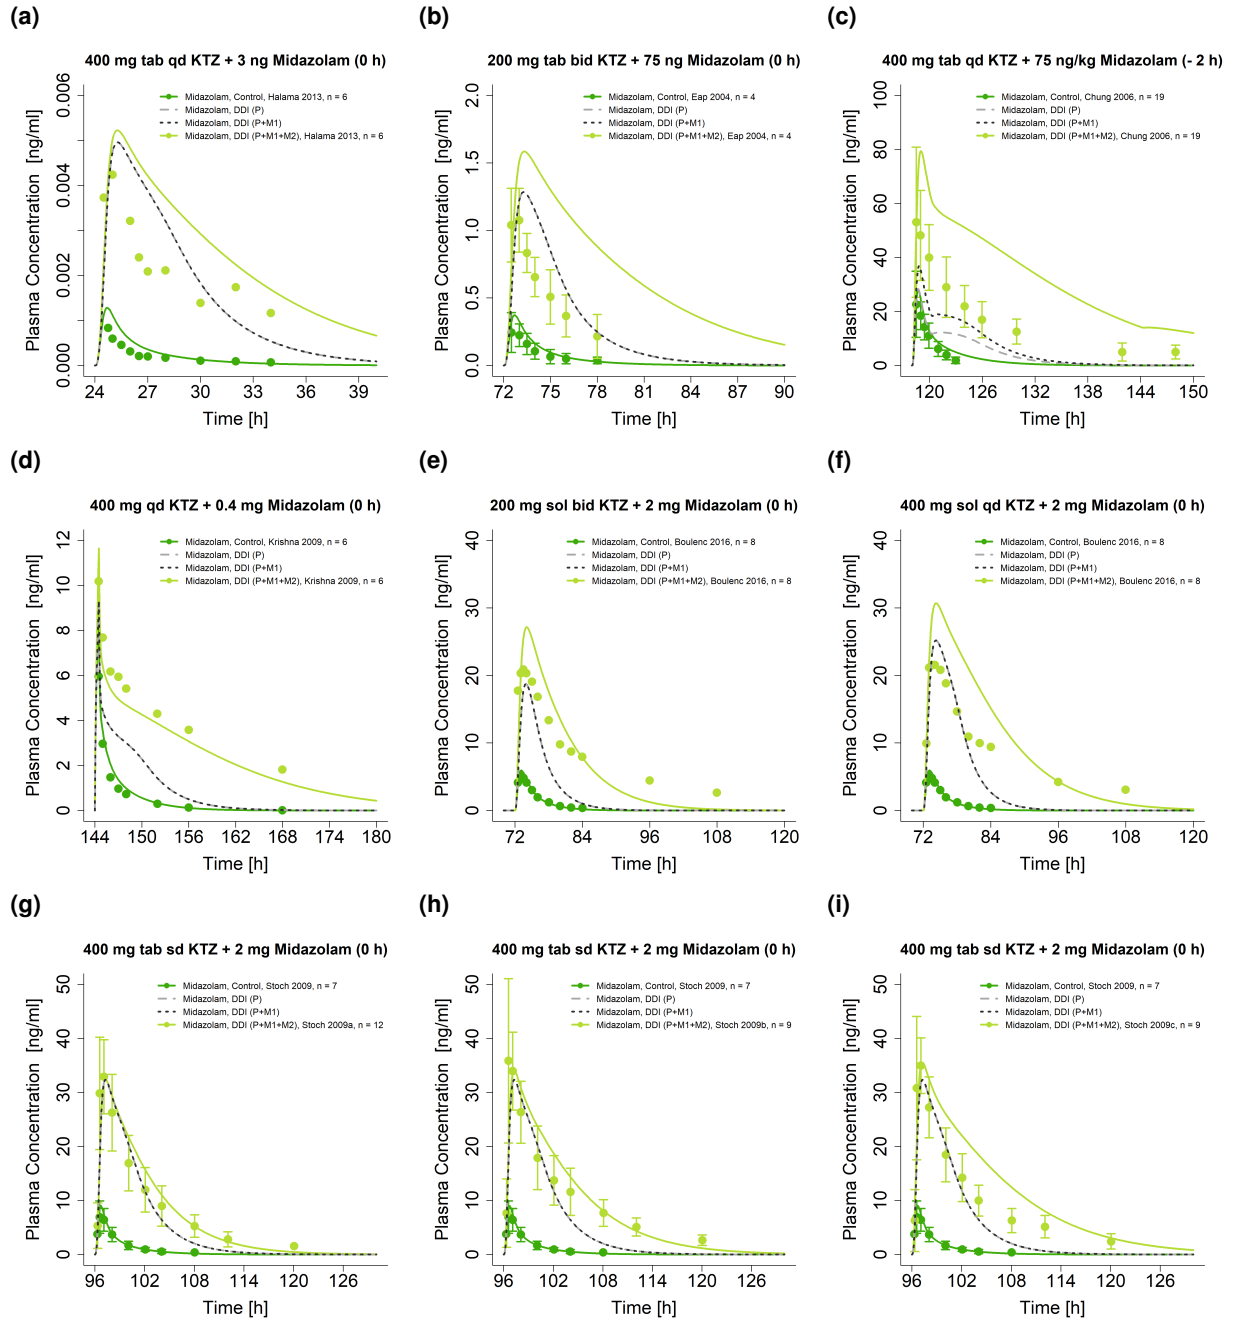 (a)
400 mg tab qd KTZ + 3 ng Midazolam (0 h)
Midazolam, Control, Halama 2013, n = 6
Midazolam, DDI (P)
Midazolam, DDI (P+M1)
Midazolam, DDI (P+M1+M2), Halama 2013, n = 6
Plasma Concentration [ng/ml]
0.006
0.004
0.002
0.000
24 27 30 33 36 39
Time [h]
(b)
200 mg tab bid KTZ + 75 ng Midazolam (0 h)
Midazolam, Control, Eap 2004, n = 4
Midazolam, DDI (P)
Midazolam, DDI (P+M1)
Midazolam, DDI (P+M1+M2), Eap 2004, n = 4
Plasma Concentration [ng/ml]
2.0
1.5
1.0
0.5
0.0
72 75 78 81 84 87 90
Time [h]
(c)
400 mg tab qd KTZ + 75 ng/kg Midazolam (- 2 h)
Midazolam, Control, Chung 2006, n = 19
Midazolam, DDI (P)
Midazolam, DDI (P+M1)
Midazolam, DDI (P+M1+M2), Chung 2006, n = 19
Plasma Concentration [ng/ml]
100
80
60
40
20
0
120 126 132 138 144 150
Time [h]
(d)
400 mg qd KTZ + 0.4 mg Midazolam (0 h)
Midazolam, Control, Krishna 2009, n = 6
Midazolam, DDI (P)
Midazolam, DDI (P+M1)
Midazolam, DDI (P+M1+M2), Krishna 2009, n = 6
Plasma Concentration [ng/ml]
12
10
8
6
4
2
0
144 150 156 162 168 174 180
Time [h]
(e)
200 mg sol bid KTZ + 2 mg Midazolam (0 h)
Midazolam, Control, Boulenc 2016, n = 8
Midazolam, DDI (P)
Midazolam, DDI (P+M1)
Midazolam, DDI (P+M1+M2), Boulenc 2016, n = 8
Plasma Concentration [ng/ml]
40
30
20
10
0
72 84 96 108 120
Time [h]
(f)
400 mg sol qd KTZ + 2 mg Midazolam (0 h)
Midazolam, Control, Boulenc 2016, n = 8
Midazolam, DDI (P)
Midazolam, DDI (P+M1)
Midazolam, DDI (P+M1+M2), Boulenc 2016, n = 8
Plasma Concentration [ng/ml]
40
30
20
10
0
72 84 96 108 120
Time [h]
(g)
400 mg tab sd KTZ + 2 mg Midazolam (0 h)
Midazolam, Control, Stoch 2009, n = 7
Midazolam, DDI (P)
Midazolam, DDI (P+M1)
Midazolam, DDI (P+M1+M2), Stoch 2009a, n = 12
Plasma Concentration [ng/ml]
50
40
30
20
10
0
96 102 108 114 120 126
Time [h]
(h)
400 mg tab sd KTZ + 2 mg Midazolam (0 h)
Midazolam, Control, Stoch 2009, n = 7
Midazolam, DDI (P)
Midazolam, DDI (P+M1)
Midazolam, DDI (P+M1+M2), Stoch 2009b, n = 9
Plasma Concentration [ng/ml]
50
40
30
20
10
0
96 102 108 114 120 126
Time [h]
(i)
400 mg tab sd KTZ + 2 mg Midazolam (0 h)
Midazolam, Control, Stoch 2009, n = 7
Midazolam, DDI (P)
Midazolam, DDI (P+M1)
Midazolam, DDI (P+M1+M2), Stoch 2009c, n = 9
Plasma Concentration [ng/ml]
50
40
30
20
10
0
96 102 108 114 120 126
Time [h]